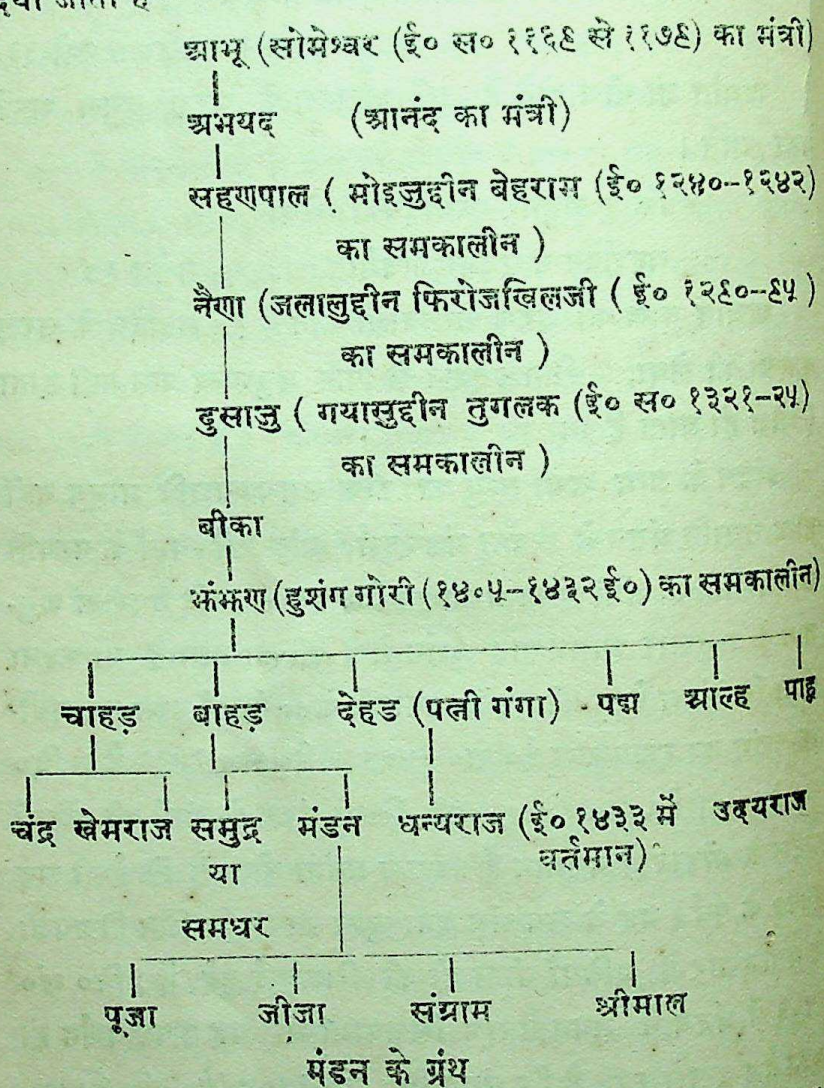 दिया जाता है
आभू (सोमेश्वर (ई० स० ११६९ से ११७९) का मंत्री)
अभयद (आनंद का मंत्री)
सहणपाल ( मोइजुद्दीन बेहराम (ई० १२४०--१२४२)
का समकालीन )
नैणा (जलालुद्दीन फिरोजखिलजी ( ई० १२९०--९५ )
का समकालीन )
दुसाजु ( गयासुद्दीन तुगलक (ई० स० १३२१--२५)
का समकालीन )
बीका
झंझण (हुशंग गोरी (१४०५--१४३२ ई०) का समकालीन)
चाहड़ बाहड़ देहड (पत्नी गंगा) पद्म आल्ह पाहू
चंद्र खेमराज समुद्र मंडन धन्यराज (ई० १४३३ में उदयराज
या वर्तमान)
समधर
पूजा जीजा संग्राम श्रीमाल
मंडन के ग्रंथ